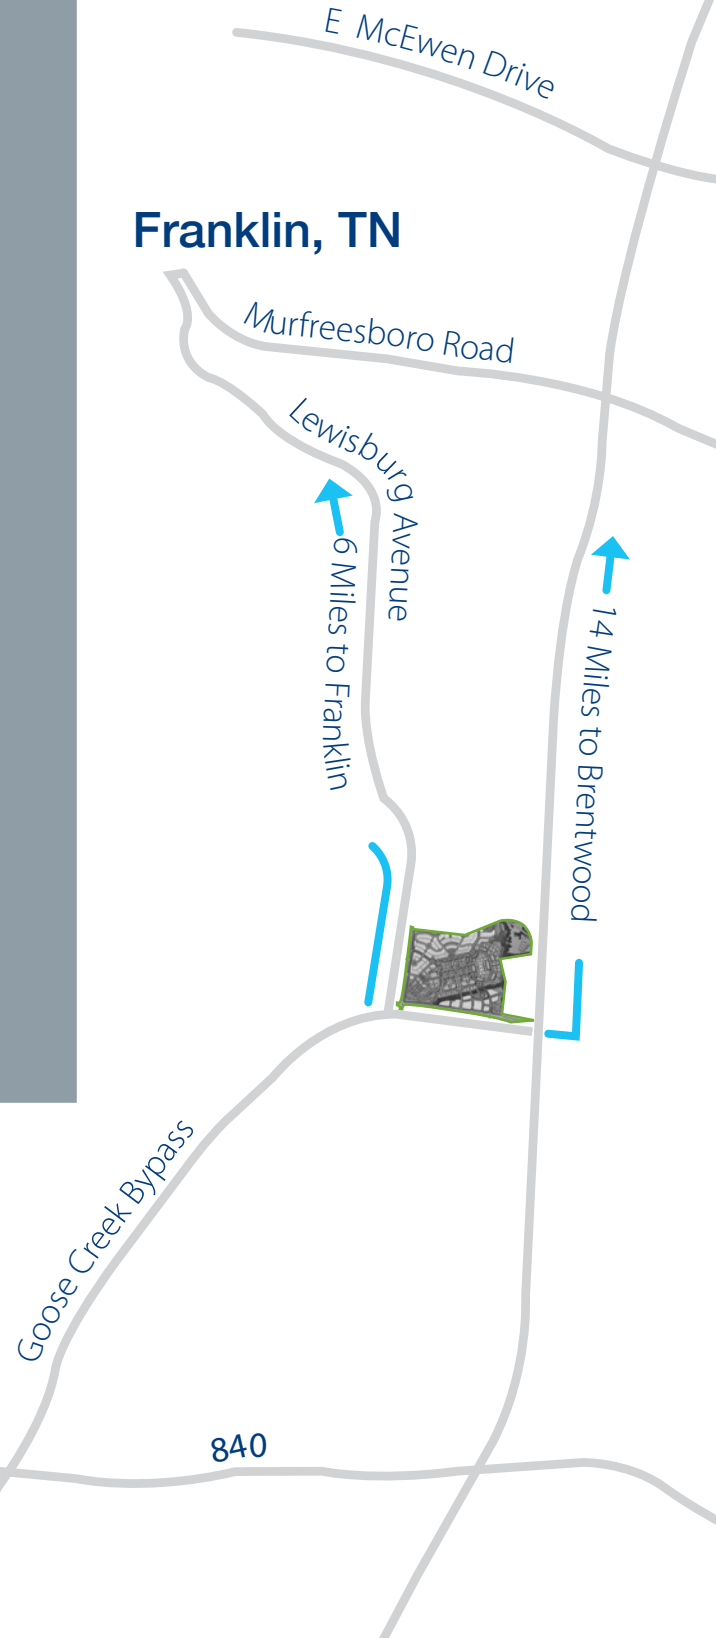 E McEwen Drive
Franklin, TN
Murfreesboro Road
Lewisburg Avenue
6 Miles to Franklin
14 Miles to Brentwood
Goose Creek Bypass
840